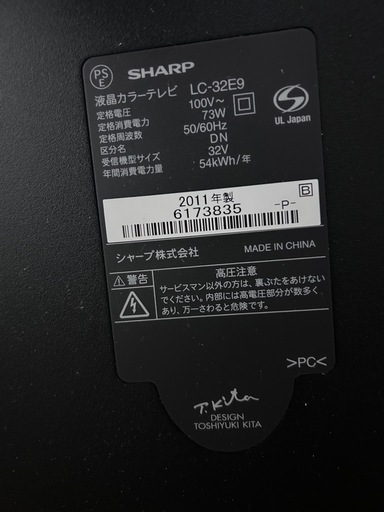 PS
E
SHARP
液晶カラーテレビ LC-32E9
定格電圧 100V～
定格消費電力 73W
定格周波数 50/60Hz
区分名 DN
受信機型サイズ 32V
年間消費電力量 54kWh/年
UL Japan
2011年製 B
6173835 -P-
シャープ株式会社 MADE IN CHINA
警告 高圧注意
サービスマン以外の方は、裏ぶたをあけない
でください。内部には高電圧部分が数多く
あり、万一さわると危険です。
>PC<
T. Kita
DESIGN
TOSHIYUKI KITA